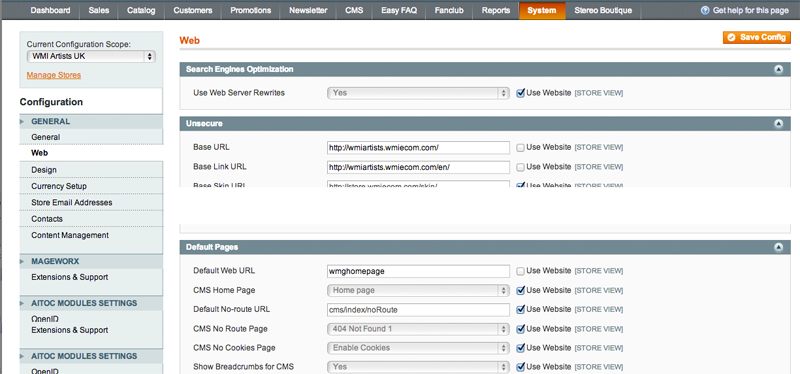 Dashboard Sales Catalog Customers Promotions Newsletter CMS Easy FAQ Fanclub Reports System Stereo Boutique Get help for this page
Current Configuration Scope:
WMI Artists UK
Manage Stores
Configuration
GENERAL
General
Web
Design
Currency Setup
Store Email Addresses
Contacts
Content Management
MAGEWORX
Extensions & Support
AITOC MODULES SETTINGS
OpenID
Extensions & Support
AITOC MODULES SETTINGS
OpenID
Web
Save Config
Search Engines Optimization
Use Web Server Rewrites Yes Use Website [STORE VIEW]
Unsecure
Base URL http://wmiartists.wmiecom.com/ Use Website [STORE VIEW]
Base Link URL http://wmiartists.wmiecom.com/en/ Use Website [STORE VIEW]
Base Skin URL http://store.wmiecom.com/skin/ Use Website [STORE VIEW]
Default Pages
Default Web URL wmghomepage Use Website [STORE VIEW]
CMS Home Page Home page Use Website [STORE VIEW]
Default No-route URL cms/index/noRoute Use Website [STORE VIEW]
CMS No Route Page 404 Not Found 1 Use Website [STORE VIEW]
CMS No Cookies Page Enable Cookies Use Website [STORE VIEW]
Show Breadcrumbs for CMS Yes Use Website [STORE VIEW]